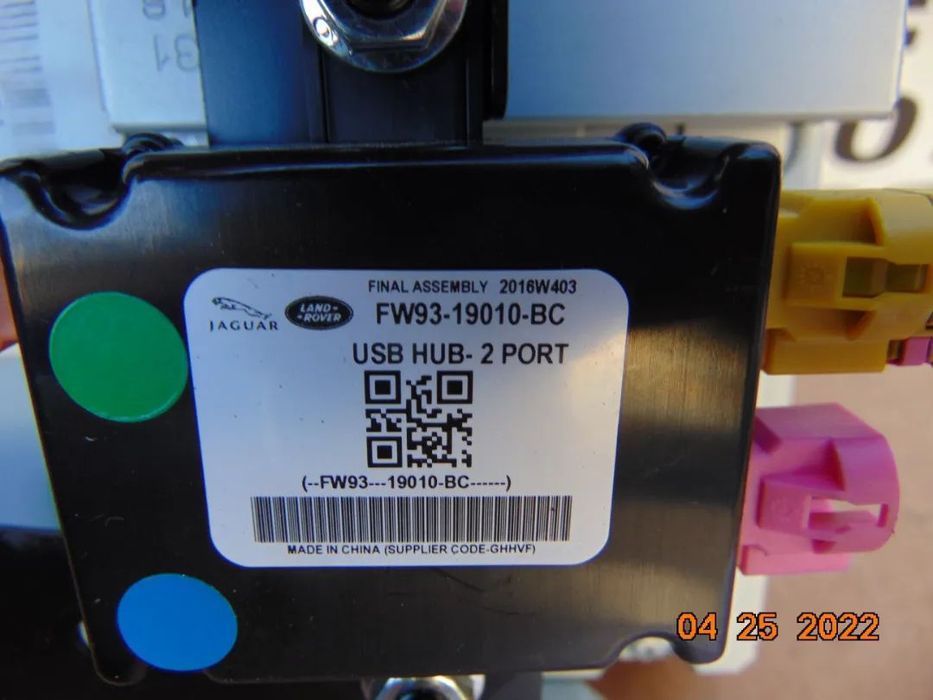 31
FINAL ASSEMBLY 2016W403
JAGUAR
LAND-
-ROVER
FW93-19010-BC
USB HUB- 2 PORT
(--FW93---19010-BC------)
MADE IN CHINA (SUPPLIER CODE-GHHVF)
04 25 2022